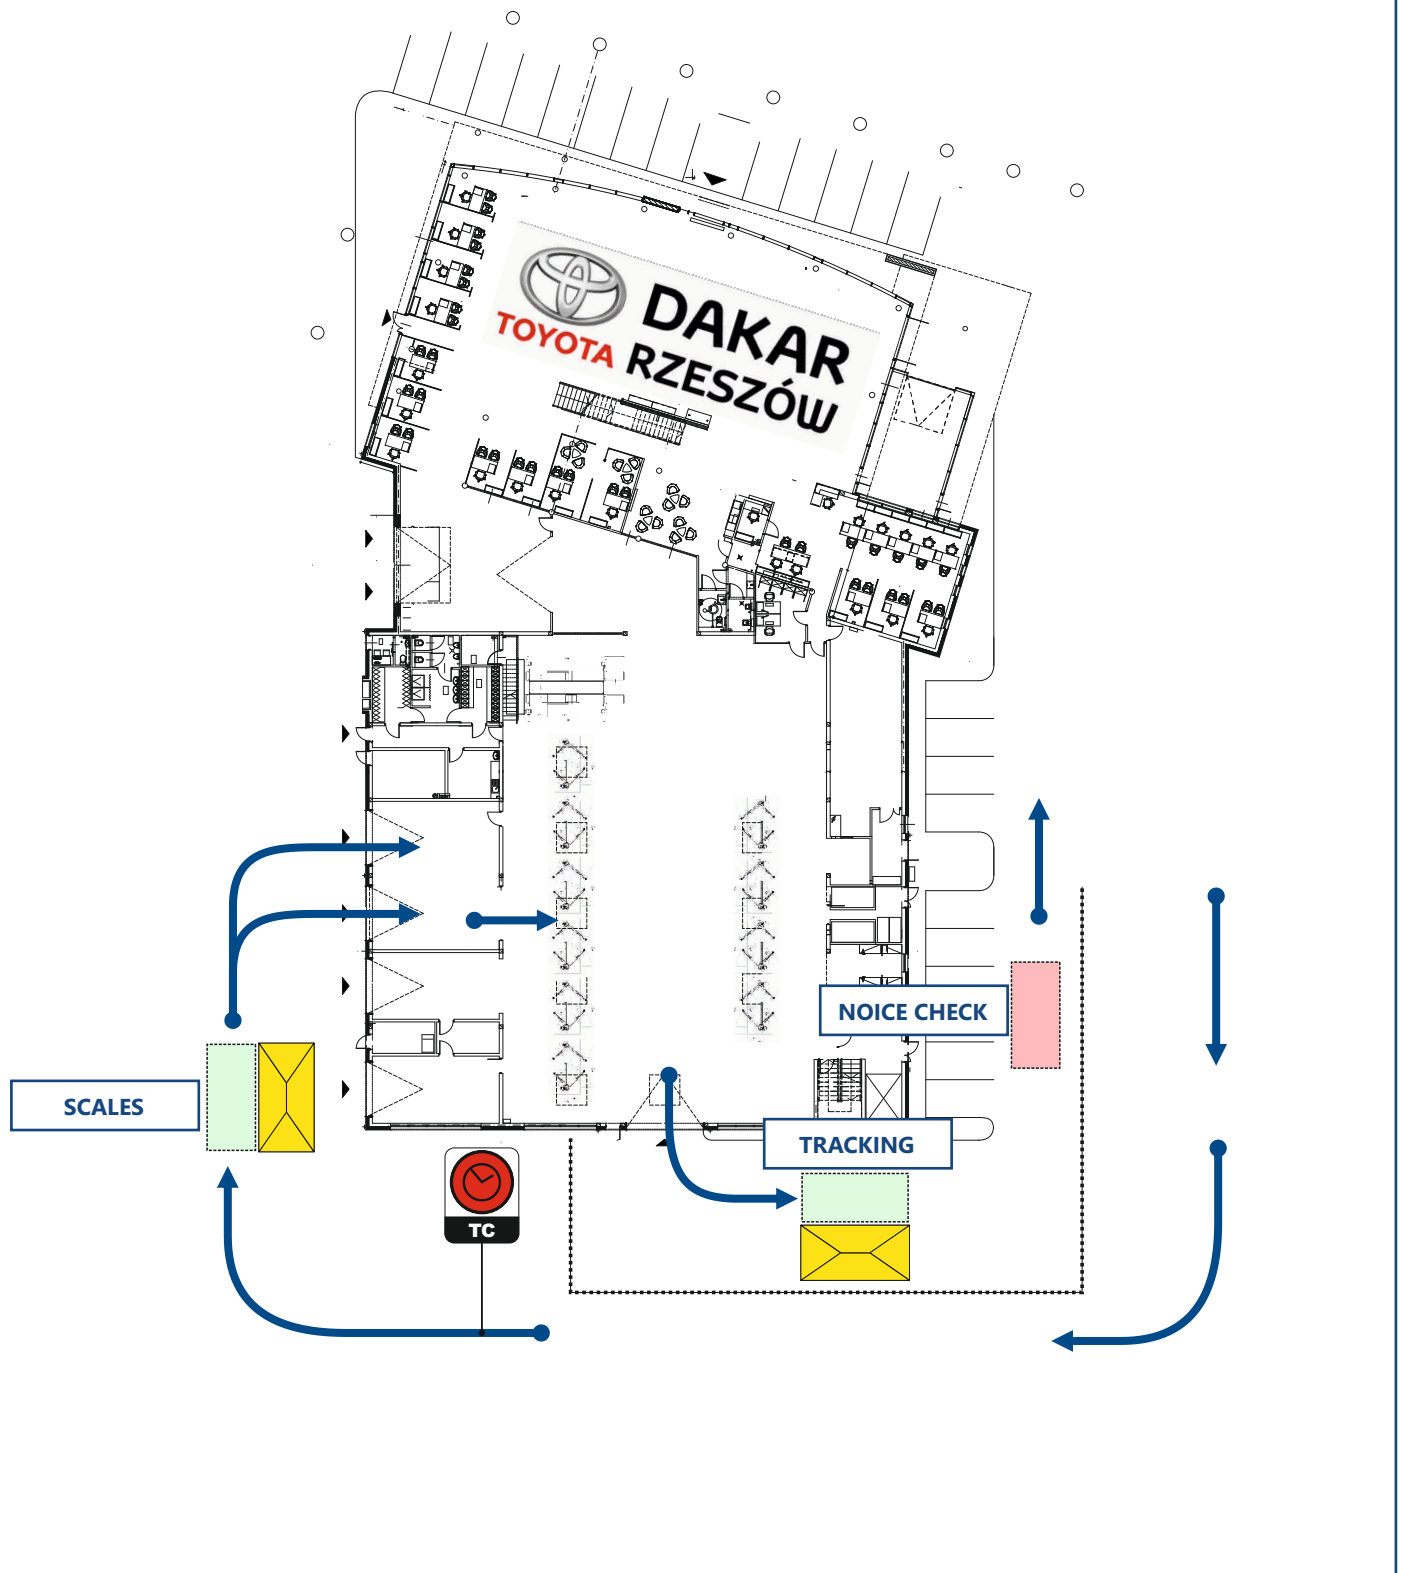 DAKAR
TOYOTA RZESZÓW
NOICE CHECK
SCALES
TRACKING
TC